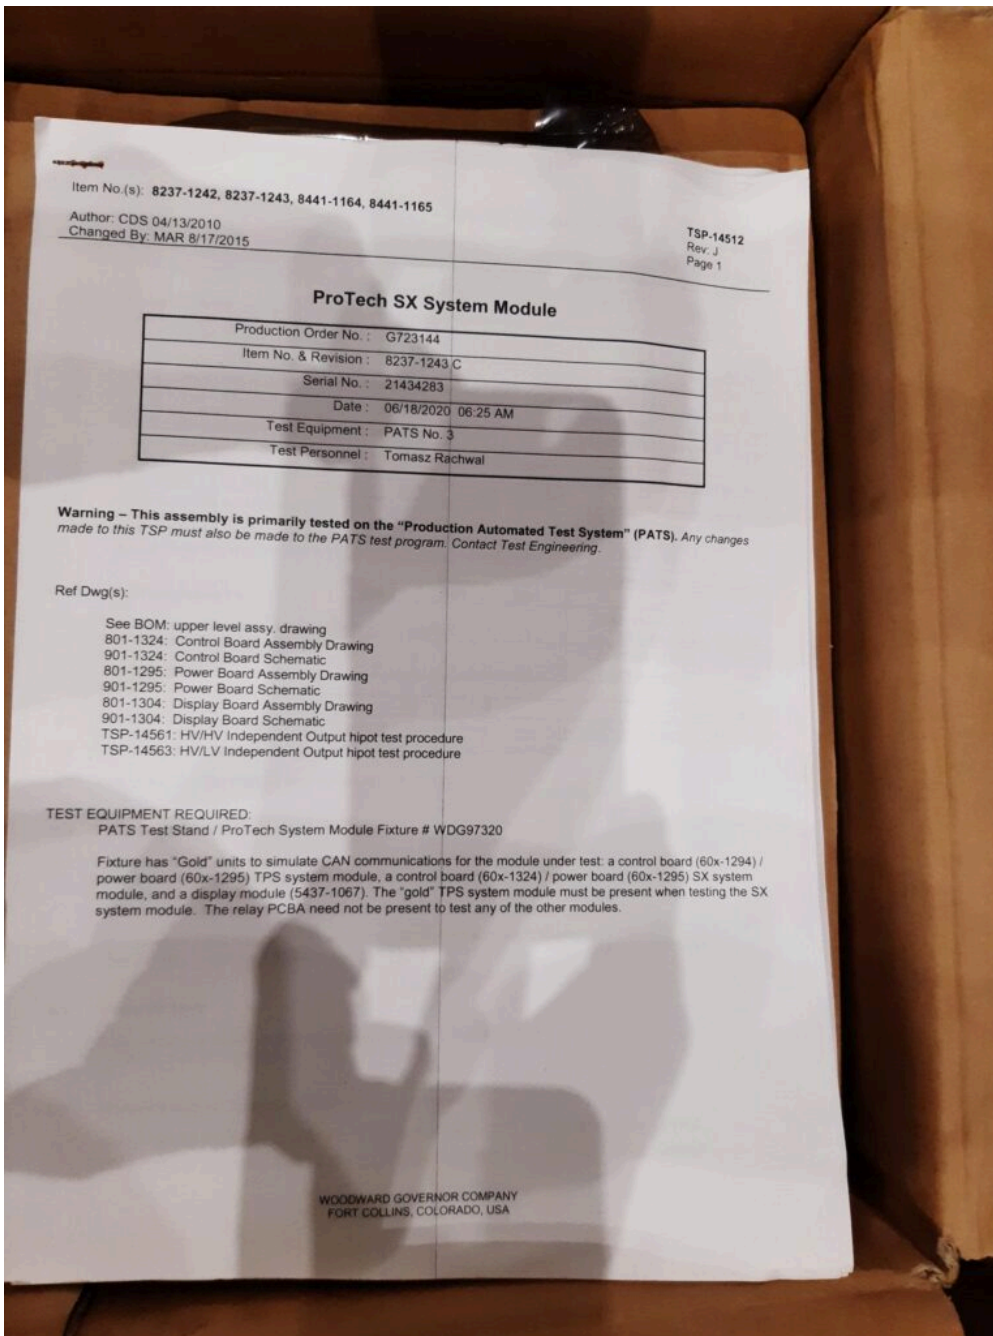 Item No.(s): 8237-1242, 8237-1243, 8441-1164, 8441-1165
Author: CDS 04/13/2010
Changed By: MAR 8/17/2015
TSP-14512
Rev: J
Page 1
ProTech SX System Module
Production Order No. : G723144
Item No. & Revision : 8237-1243 C
Serial No. : 21434283
Date : 06/18/2020 06:25 AM
Test Equipment : PATS No. 3
Test Personnel : Tomasz Rachwal
Warning – This assembly is primarily tested on the “Production Automated Test System” (PATS). Any changes
made to this TSP must also be made to the PATS test program. Contact Test Engineering.
Ref Dwg(s):
See BOM: upper level assy. drawing
801-1324: Control Board Assembly Drawing
901-1324: Control Board Schematic
801-1295: Power Board Assembly Drawing
901-1295: Power Board Schematic
801-1304: Display Board Assembly Drawing
901-1304: Display Board Schematic
TSP-14561: HV/HV Independent Output hipot test procedure
TSP-14563: HV/LV Independent Output hipot test procedure
TEST EQUIPMENT REQUIRED:
PATS Test Stand / ProTech System Module Fixture # WDG97320
Fixture has “Gold” units to simulate CAN communications for the module under test: a control board (60x-1294) /
power board (60x-1295) TPS system module, a control board (60x-1324) / power board (60x-1295) SX system
module, and a display module (5437-1067). The “gold” TPS system module must be present when testing the SX
system module. The relay PCBA need not be present to test any of the other modules.
WOODWARD GOVERNOR COMPANY
FORT COLLINS, COLORADO, USA